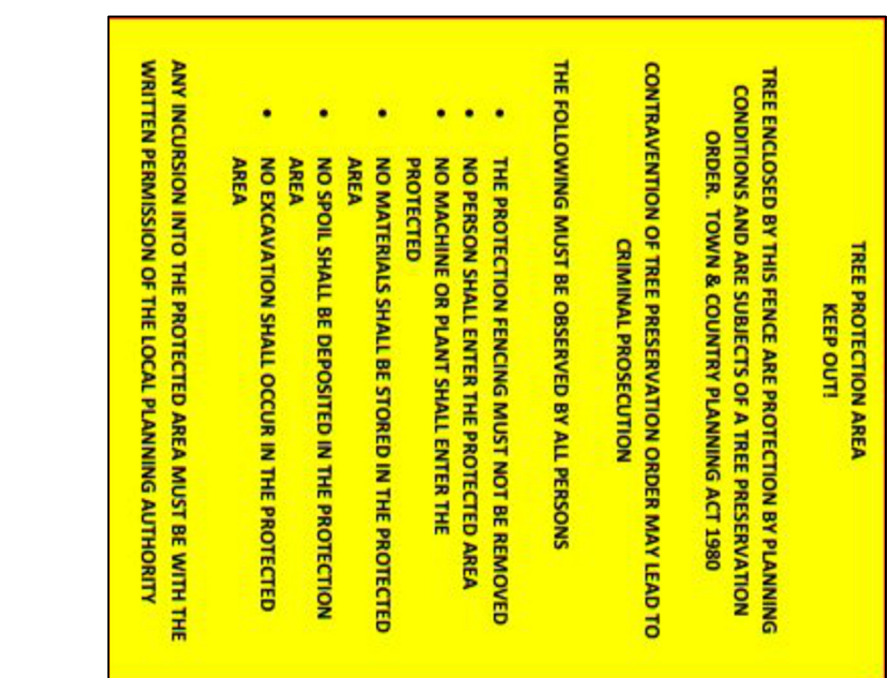 TREE PROTECTION AREA
KEEP OUT!
TREE ENCLOSED BY THIS FENCE ARE PROTECTION BY PLANNING
CONDITIONS AND ARE SUBJECTS OF A TREE PRESERVATION
ORDER. TOWN & COUNTRY PLANNING ACT 1980
CONTRAVENTION OF TREE PRESERVATION ORDER MAY LEAD TO
CRIMINAL PROSECUTION
THE FOLLOWING MUST BE OBSERVED BY ALL PERSONS
• THE PROTECTION FENCING MUST NOT BE REMOVED
• NO PERSON SHALL ENTER THE PROTECTED AREA
• NO MACHINE OR PLANT SHALL ENTER THE
PROTECTED
• NO MATERIALS SHALL BE STORED IN THE PROTECTED
AREA
• NO SPOIL SHALL BE DEPOSITED IN THE PROTECTION
AREA
• NO EXCAVATION SHALL OCCUR IN THE PROTECTED
AREA
ANY INCURSION INTO THE PROTECTED AREA MUST BE WITH THE
WRITTEN PERMISSION OF THE LOCAL PLANNING AUTHORITY